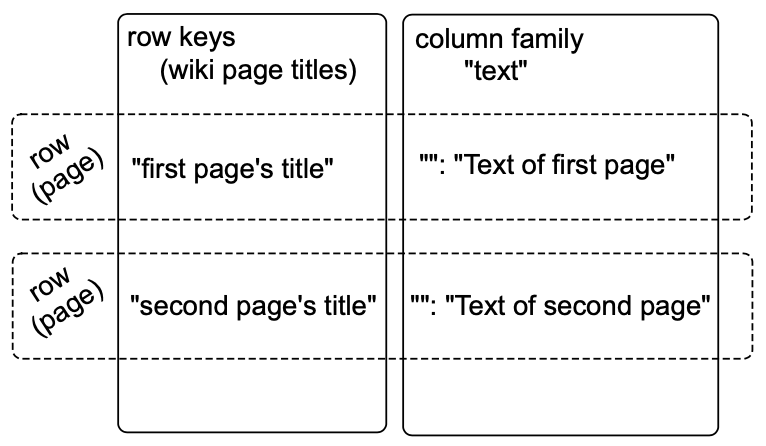 row keys
(wiki page titles)
column family
"text"
row
(page)
"first page's title"
"": "Text of first page"
row
(page)
"second page's title"
"": "Text of second page"